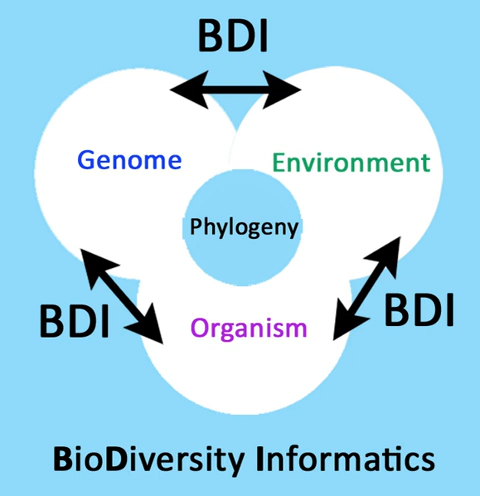 BDI
Genome
Environment
Phylogeny
BDI
BDI
Organism
BioDiversity Informatics